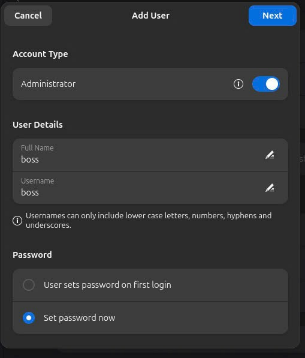 Cancel Add User Next
Account Type
Administrator
User Details
Full Name
boss
Username
boss
Usernames can only include lower case letters, numbers, hyphens and
underscores.
Password
User sets password on first login
Set password now